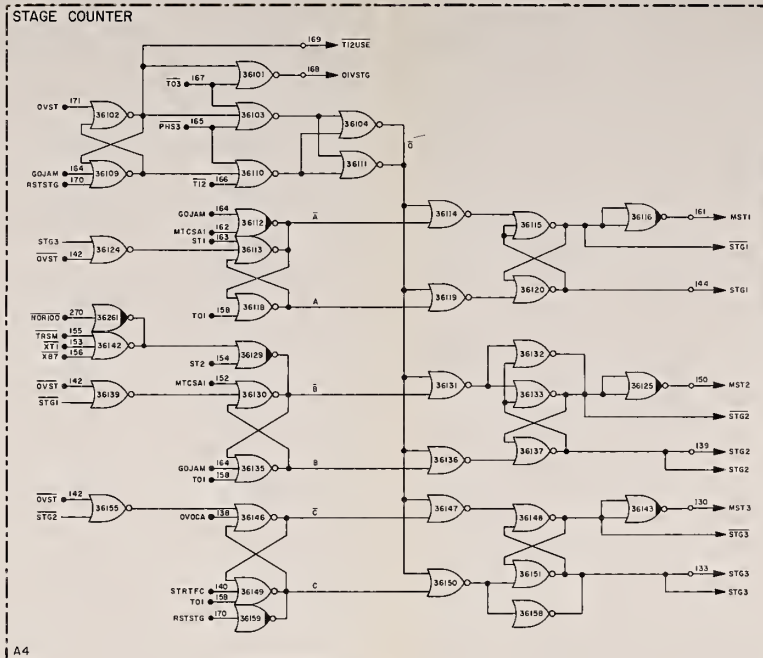 STAGE COUNTER
169 T12USE
167 36101 168 DIVSTG
T03
OVST 171 36102
36103
36104
PHS3 165
Q
GOJAM 164 36109
RSTSTG 170
36110
36111
T12 166
GOJAM 164 36112
MTCSA1 162
ST1 163
A
36114
36115
36116 161 MST1
STG3 36124
OVST 142
36113
STG1
T01 158 36118
A
36119
36120
144 STG1
NDR100 270 36261
TRSM 155
XT1 153 36142
XB7 156
ST2 154 36129
36132
MTCSA1 152
36131
36133
36125 150 MST2
OVST 142 36139
STG1
36130
B
STG2
GOJAM 164 36135
T01 158
B
36136
36137
139 STG2
STG2
OVST 142 36155
STG2
OVOCA 138 36146
C
36147
36148
36143 130 MST3
STG3
STRTFC 140 36149
T01 158
RSTSTG 170 36159
C
36150
36151
133 STG3
STG3
36158
A4